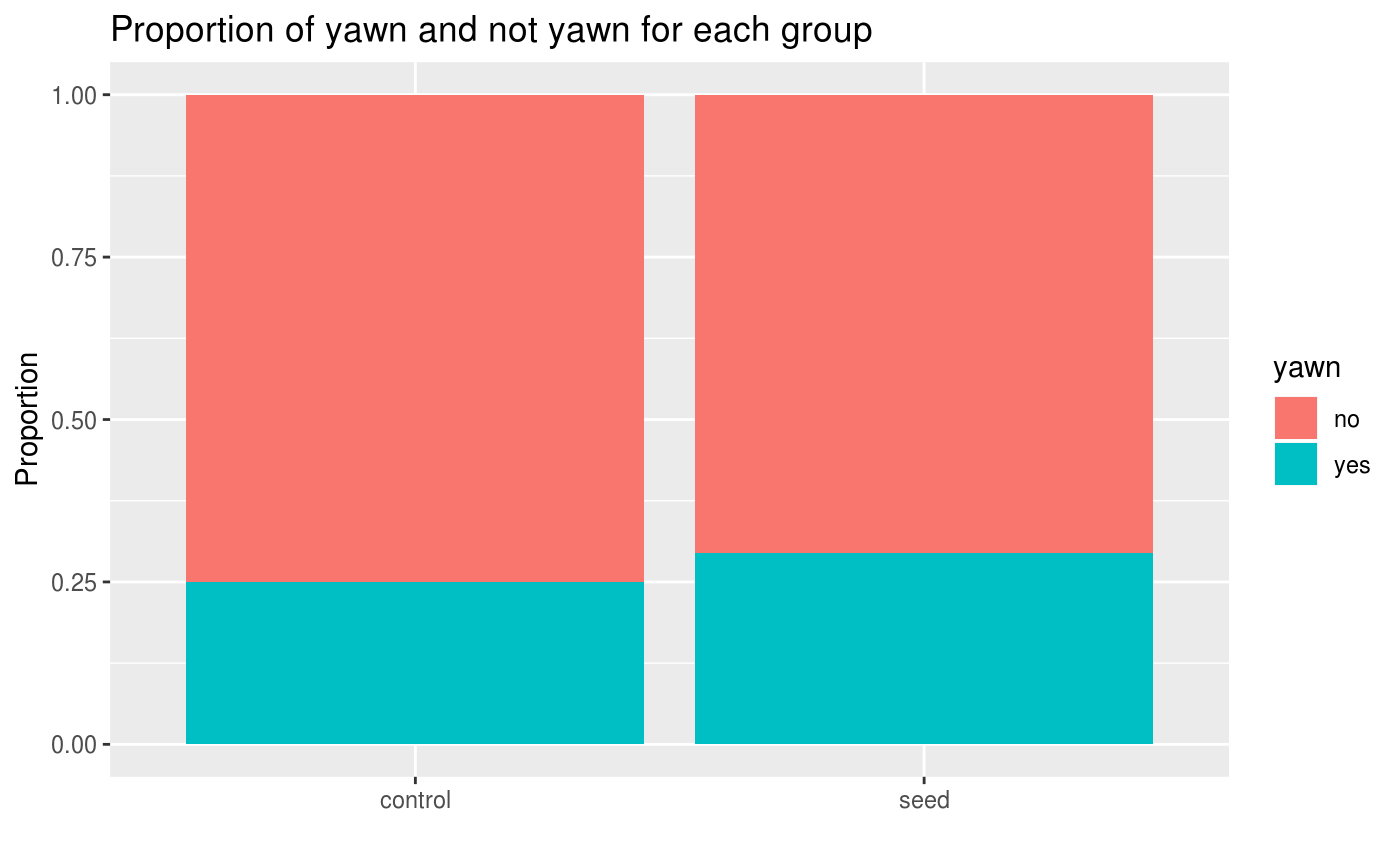 Proportion of yawn and not yawn for each group
1.00
0.75
0.50
0.25
0.00
Proportion
control
seed
yawn
no
yes